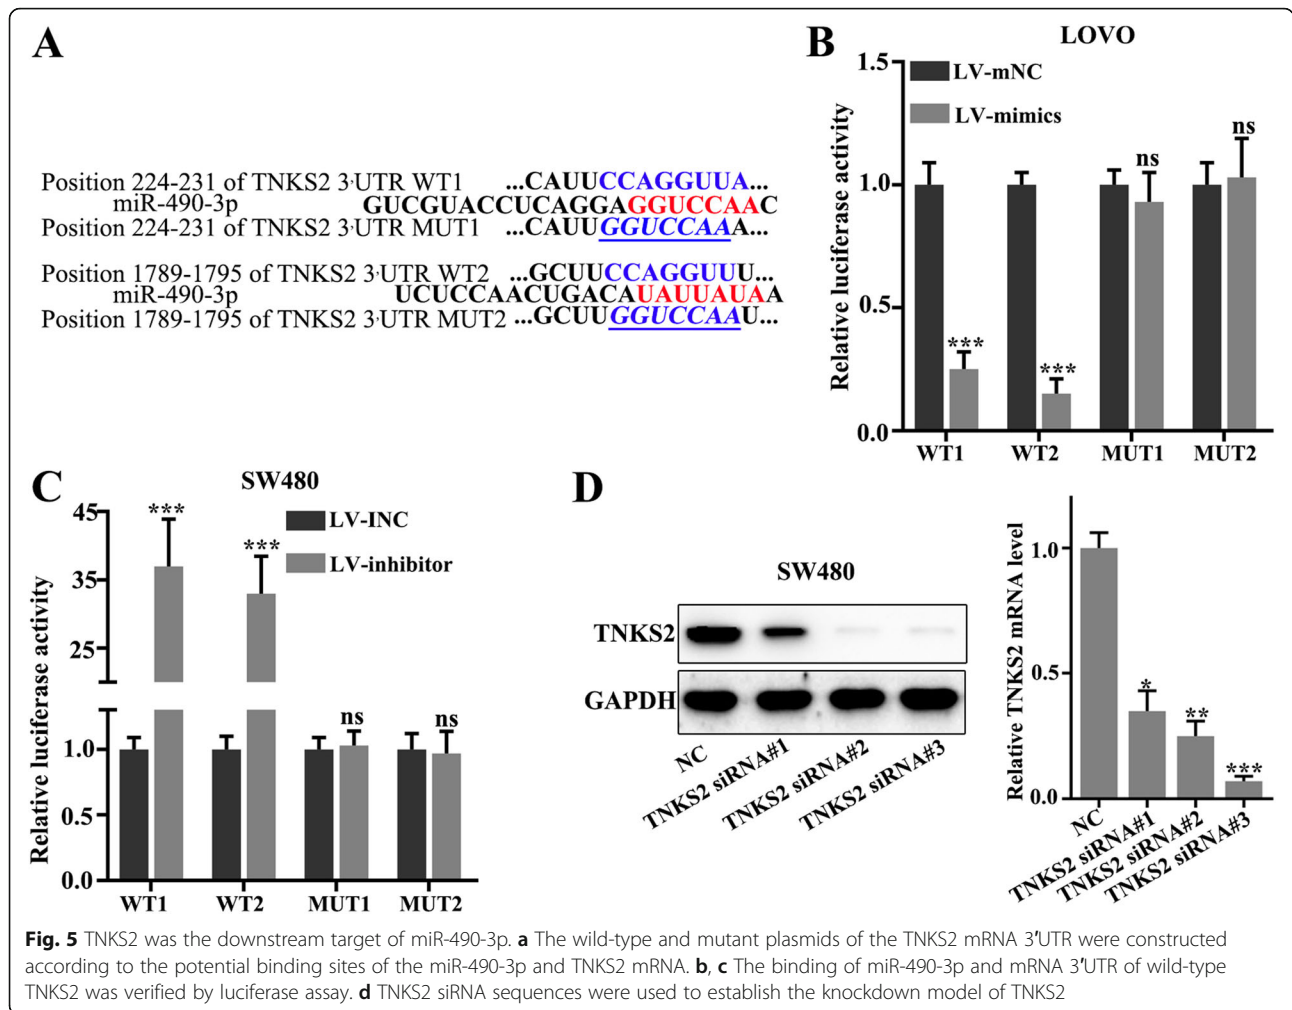 A
Position 224-231 of TNKS2 3'UTR WT1 ...CAUUCCAGGUUA...
miR-490-3p GUCGUACCUCAGGAGGUCCAAC
Position 224-231 of TNKS2 3'UTR MUT1 ...CAUUGGUCCAAA...
Position 1789-1795 of TNKS2 3'UTR WT2 ...GCUUCCAGGUUU...
miR-490-3p UCUCCAACUGACAUAUUAUAA
Position 1789-1795 of TNKS2 3'UTR MUT2 ...GCUUGGUCCAAU...
B
LOVO
Relative luciferase activity
1.5
1.0
0.5
0.0
LV-mNC
LV-mimics
***
***
ns
ns
WT1 WT2 MUT1 MUT2
C
SW480
Relative luciferase activity
45
35
25
1.0
0.5
0.0
LV-INC
LV-inhibitor
***
***
ns
ns
WT1 WT2 MUT1 MUT2
D
SW480
TNKS2
GAPDH
NC
TNKS2 siRNA#1
TNKS2 siRNA#2
TNKS2 siRNA#3
Relative TNKS2 mRNA level
1.0
0.5
0.0
*
**
***
NC
TNKS2 siRNA#1
TNKS2 siRNA#2
TNKS2 siRNA#3
Fig. 5 TNKS2 was the downstream target of miR-490-3p. a The wild-type and mutant plasmids of the TNKS2 mRNA 3′UTR were constructed
according to the potential binding sites of the miR-490-3p and TNKS2 mRNA. b, c The binding of miR-490-3p and mRNA 3′UTR of wild-type
TNKS2 was verified by luciferase assay. d TNKS2 siRNA sequences were used to establish the knockdown model of TNKS2